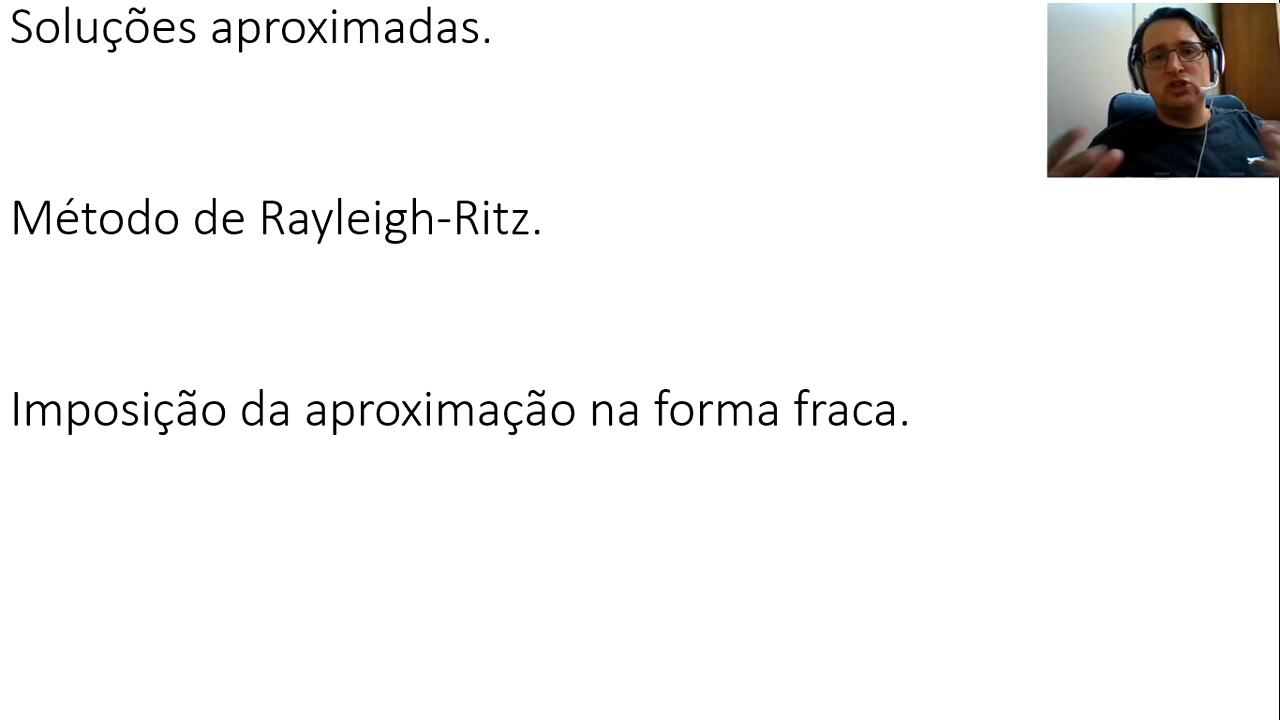 Soluções aproximadas.
Método de Rayleigh-Ritz.
Imposição da aproximação na forma fraca.